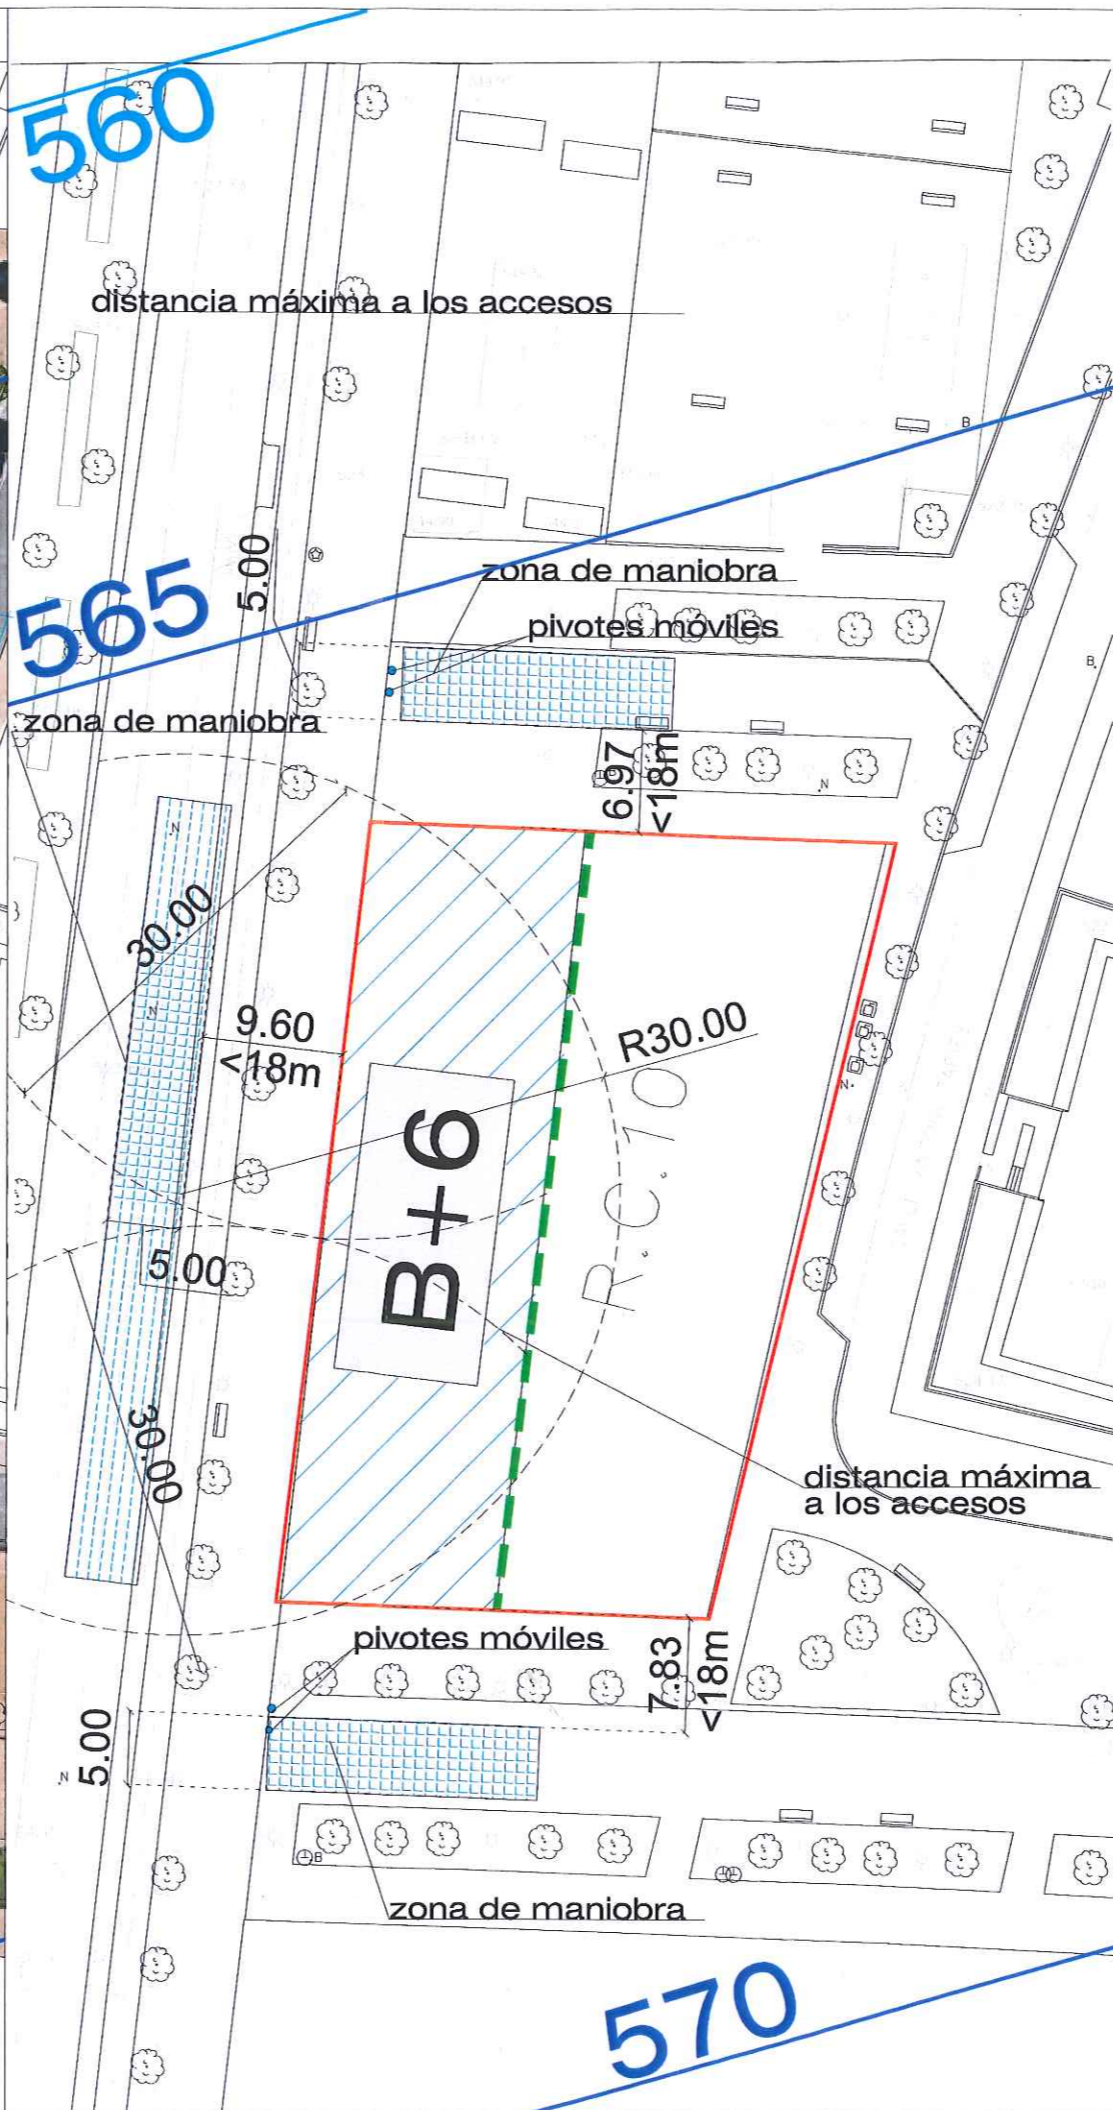 560
distancia máxima a los accesos
565
5.00
zona de maniobra
pivotes móviles
zona de maniobra
6.97
<18m
30.00
9.60
<18m
R30.00
R.C.10
B+6
5.00
30.00
distancia máxima
a los accesos
pivotes móviles
7.83
<18m
5.00
zona de maniobra
570
B
B.
N
N
N
N.
N
B